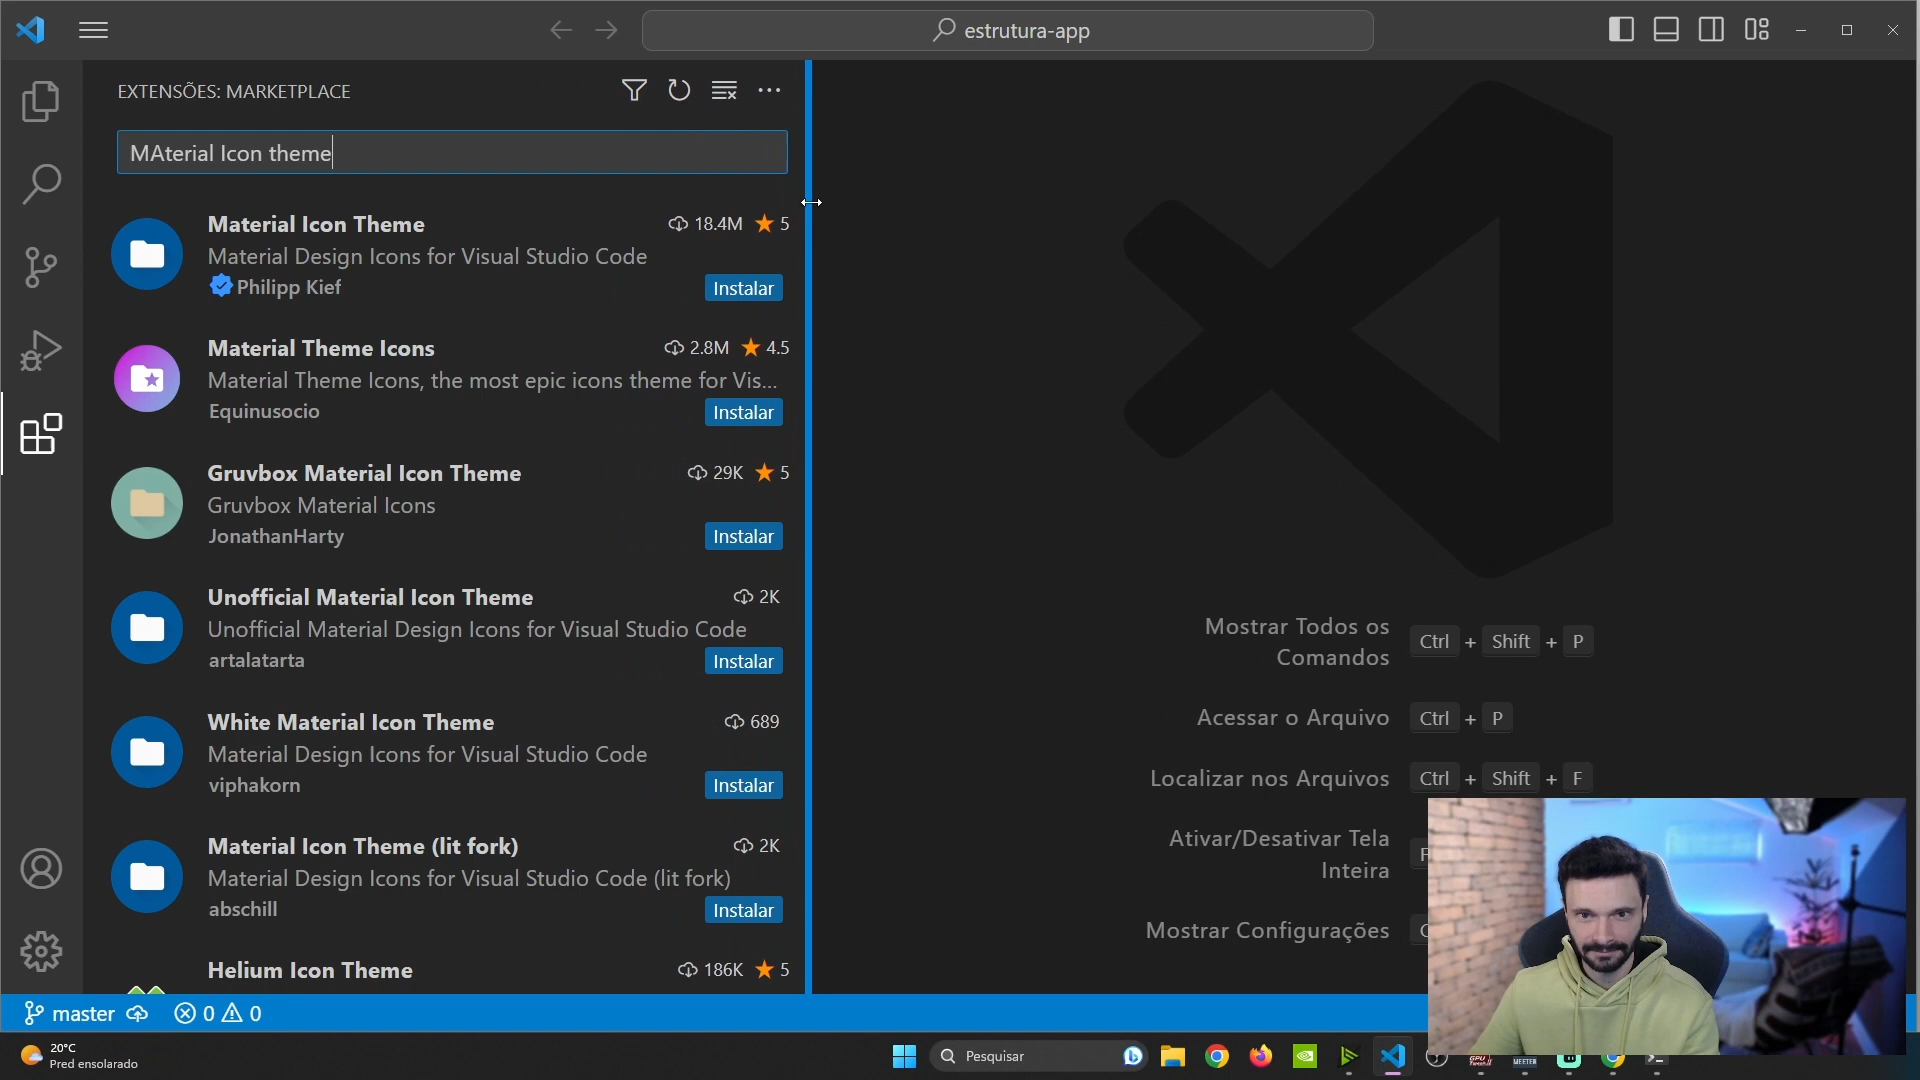 estrutura-app
EXTENSÕES: MARKETPLACE
MAterial Icon theme
Material Icon Theme 18.4M 5
Material Design Icons for Visual Studio Code
Philipp Kief Instalar
Material Theme Icons 2.8M 4.5
Material Theme Icons, the most epic icons theme for Vis...
Equinusocio Instalar
Gruvbox Material Icon Theme 29K 5
Gruvbox Material Icons
JonathanHarty Instalar
Unofficial Material Icon Theme 2K
Unofficial Material Design Icons for Visual Studio Code
artalatarta Instalar
White Material Icon Theme 689
Material Design Icons for Visual Studio Code
viphakorn Instalar
Material Icon Theme (lit fork) 2K
Material Design Icons for Visual Studio Code (lit fork)
abschill Instalar
Helium Icon Theme 186K 5
Mostrar Todos os
Comandos Ctrl + Shift + P
Acessar o Arquivo Ctrl + P
Localizar nos Arquivos Ctrl + Shift + F
Ativar/Desativar Tela
Inteira
Mostrar Configurações
master 0 0
20°C
Pred ensolarado
Pesquisar